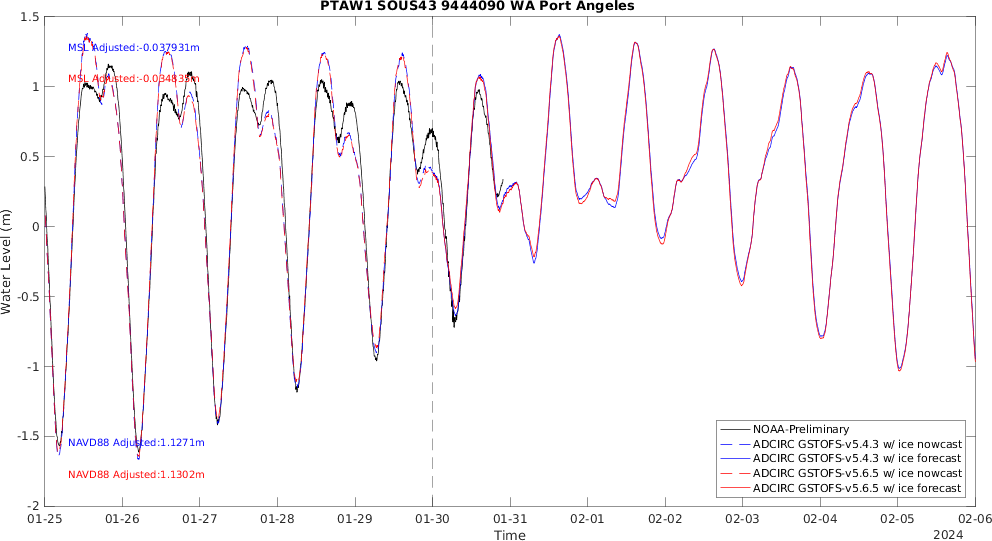 PTAW1 SOUS43 9444090 WA Port Angeles
1.5
1
0.5
0
-0.5
-1
-1.5
-2
Water Level (m)
MSL Adjusted:-0.037931m
MSL Adjusted:-0.034835m
NAVD88 Adjusted:1.1271m
NAVD88 Adjusted:1.1302m
NOAA-Preliminary
ADCIRC GSTOFS-v5.4.3 w/ ice nowcast
ADCIRC GSTOFS-v5.4.3 w/ ice forecast
ADCIRC GSTOFS-v5.6.5 w/ ice nowcast
ADCIRC GSTOFS-v5.6.5 w/ ice forecast
01-25 01-26 01-27 01-28 01-29 01-30 01-31 02-01 02-02 02-03 02-04 02-05 02-06
Time
2024